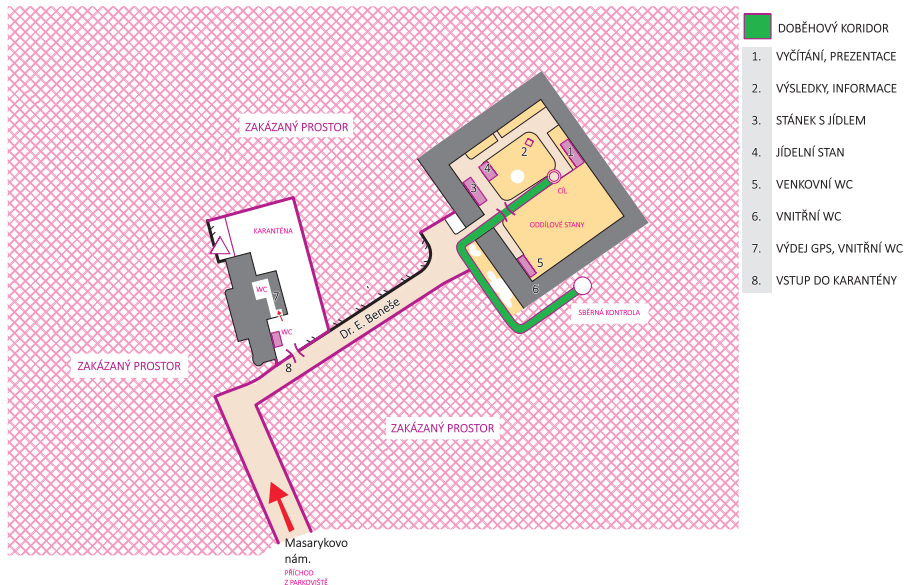 DOBĚHOVÝ KORIDOR
1. VYČÍTÁNÍ, PREZENTACE
2. VÝSLEDKY, INFORMACE
3. STÁNEK S JÍDLEM
4. JÍDELNÍ STAN
5. VENKOVNÍ WC
6. VNITŘNÍ WC
7. VÝDEJ GPS, VNITŘNÍ WC
8. VSTUP DO KARANTÉNY
ZAKÁZANÝ PROSTOR
2
1
4
3
CÍL
ODDÍLOVÉ STANY
KARANTÉNA
5
6
WC
7
SBĚRNÁ KONTROLA
Dr. E. Beneše
WC
8
ZAKÁZANÝ PROSTOR
ZAKÁZANÝ PROSTOR
Masarykovo
nám.
PŘÍCHOD
Z PARKOVIŠTĚ